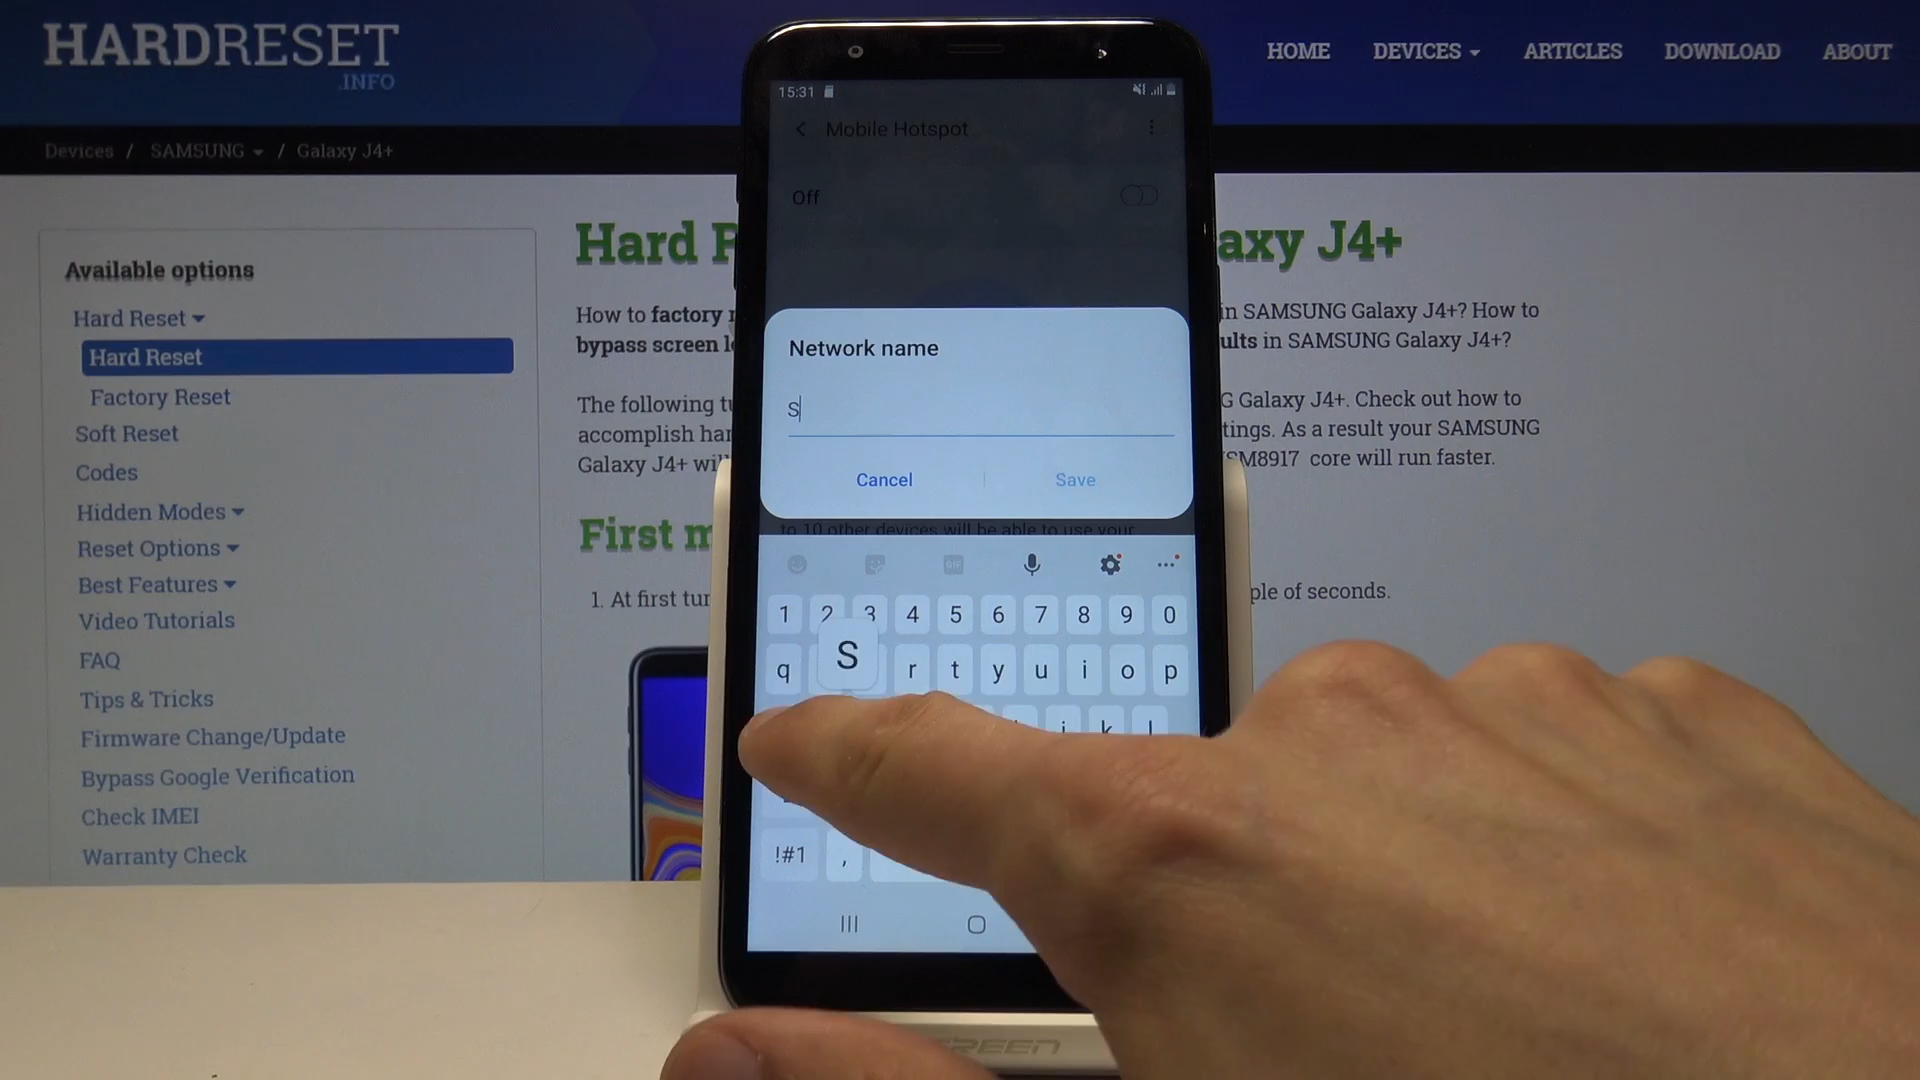 HARDRESET
.INFO
HOME DEVICES ARTICLES DOWNLOAD ABOUT
Devices / SAMSUNG / Galaxy J4+
Available options
Hard Reset
Hard Reset
Factory Reset
Soft Reset
Codes
Hidden Modes
Reset Options
Best Features
Video Tutorials
FAQ
Tips & Tricks
Firmware Change/Update
Bypass Google Verification
Check IMEI
Warranty Check
Hard axy J4+
How to factory in SAMSUNG Galaxy J4+? How to
bypass screen ults in SAMSUNG Galaxy J4+?
The following G Galaxy J4+. Check out how to
accomplish tings. As a result your SAMSUNG
Galaxy J4+ SM8917 core will run faster.
First
1. At first ple of seconds.
15:31
Mobile Hotspot
Off
Network name
S
Cancel Save
to 10 other devices will be able to use your
GIF
1 2 3 4 5 6 7 8 9 0
S
q r t y u i o p
j k l
!#1 ,
REEN